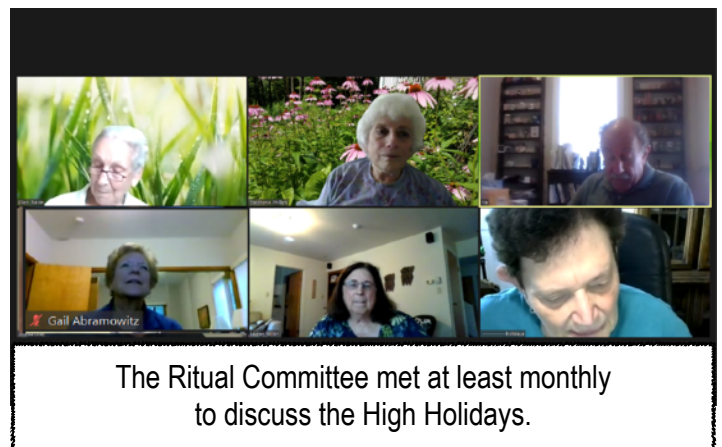 Gail Abramowitz
The Ritual Committee met at least monthly
to discuss the High Holidays.